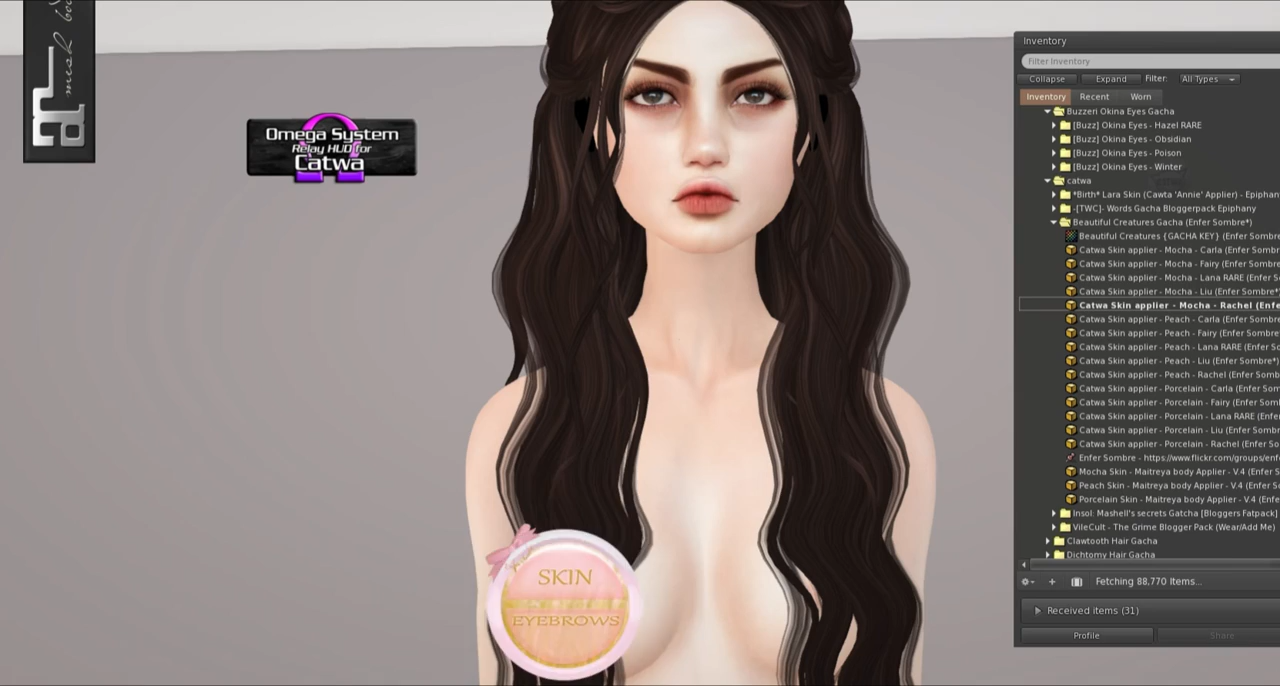 mesh
Omega System
Relay HUD for
Catwa
SKIN
EYEBROWS
Inventory
Filter Inventory
Collapse Expand Filter: All Types
Inventory Recent Worn
Buzzeri Okina Eyes Gacha
[Buzz] Okina Eyes - Hazel RARE
[Buzz] Okina Eyes - Obsidian
[Buzz] Okina Eyes - Poison
[Buzz] Okina Eyes - Winter
catwa
*Birth* Lara Skin (Cawta 'Annie' Applier) - Epiphan
-[TWC]- Words Gacha Bloggerpack Epiphany
Beautiful Creatures Gacha (Enfer Sombre*)
Beautiful Creatures {GACHA KEY} (Enfer Sombre
Catwa Skin applier - Mocha - Carla (Enfer Sombr
Catwa Skin applier - Mocha - Fairy (Enfer Sombre
Catwa Skin applier - Mocha - Lana RARE (Enfer S
Catwa Skin applier - Mocha - Liu (Enfer Sombre*
Catwa Skin applier - Mocha - Rachel (Enfe
Catwa Skin applier - Peach - Carla (Enfer Sombre
Catwa Skin applier - Peach - Fairy (Enfer Sombre
Catwa Skin applier - Peach - Lana RARE (Enfer Sc
Catwa Skin applier - Peach - Liu (Enfer Sombre*)
Catwa Skin applier - Peach - Rachel (Enfer Somb
Catwa Skin applier - Porcelain - Carla (Enfer Som
Catwa Skin applier - Porcelain - Fairy (Enfer Som
Catwa Skin applier - Porcelain - Lana RARE (Enfe
Catwa Skin applier - Porcelain - Liu (Enfer Sombr
Catwa Skin applier - Porcelain - Rachel (Enfer So
Enfer Sombre - https://www.flickr.com/groups/enfe
Mocha Skin - Maitreya body Applier - V.4 (Enfer S
Peach Skin - Maitreya body Applier - V.4 (Enfer S
Porcelain Skin - Maitreya body Applier - V.4 (Enfe
Insol: Mashell's secrets Gatcha [Bloggers Fatpack]
VileCult - The Grime Blogger Pack (Wear/Add Me)
Clawtooth Hair Gacha
Dichtomy Hair Gacha
Fetching 88,770 Items...
Received items (31)
Profile Share